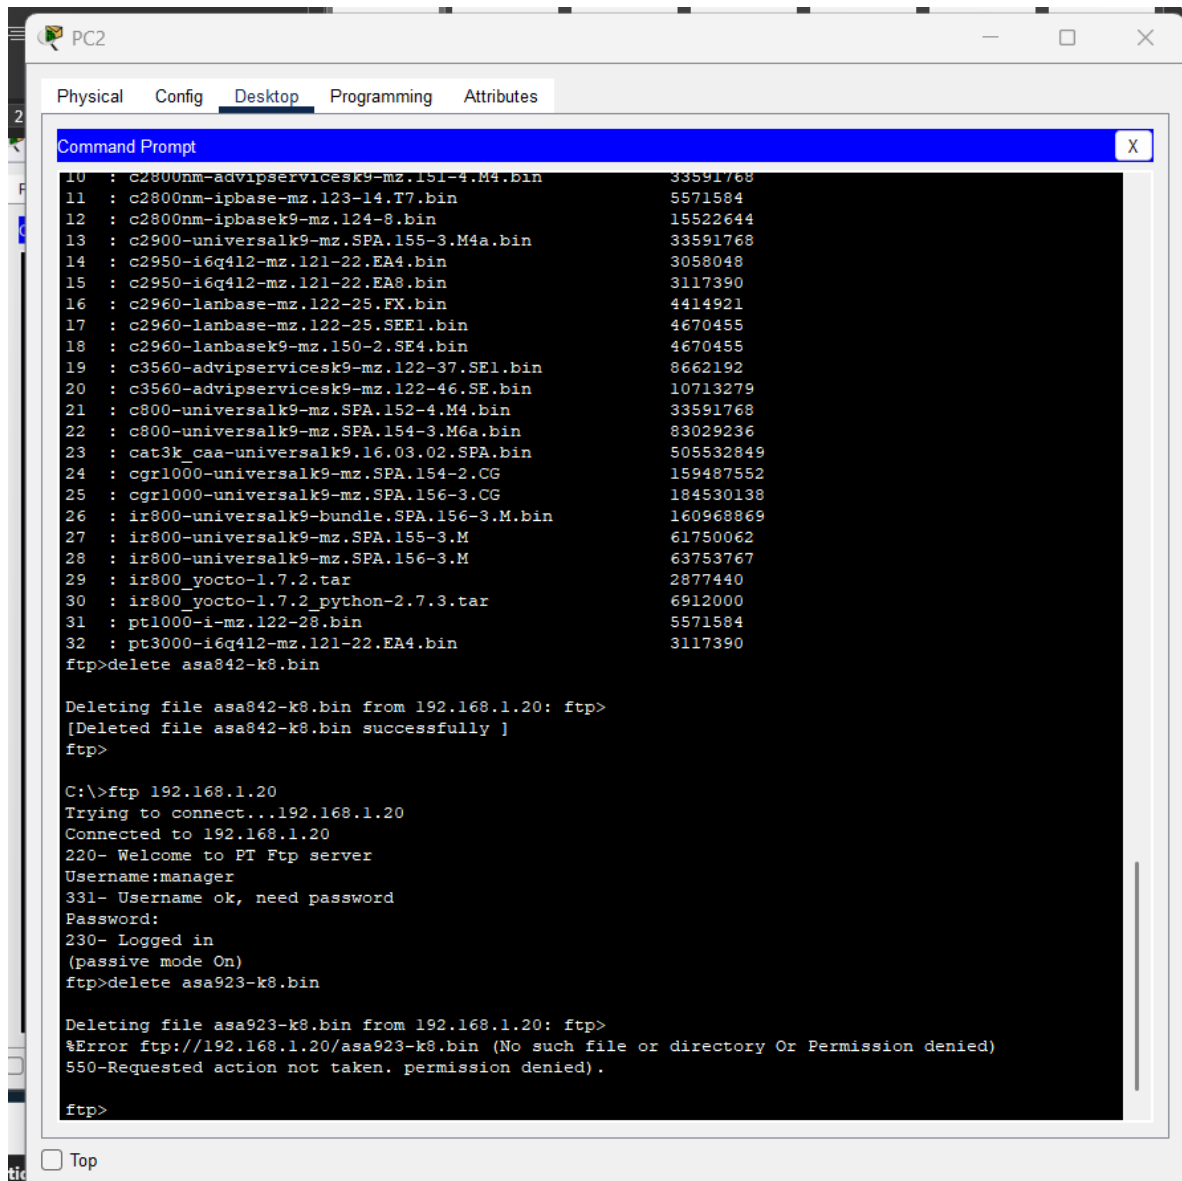 PC2
Physical Config Desktop Programming Attributes
2
Command Prompt X
10 : c2800nm-advipservicesk9-mz.151-4.M4.bin 33591768
11 : c2800nm-ipbase-mz.123-14.T7.bin 5571584
12 : c2800nm-ipbasek9-mz.124-8.bin 15522644
13 : c2900-universalk9-mz.SPA.155-3.M4a.bin 33591768
14 : c2950-i6q4l2-mz.121-22.EA4.bin 3058048
15 : c2950-i6q4l2-mz.121-22.EA8.bin 3117390
16 : c2960-lanbase-mz.122-25.FX.bin 4414921
17 : c2960-lanbase-mz.122-25.SEE1.bin 4670455
18 : c2960-lanbasek9-mz.150-2.SE4.bin 4670455
19 : c3560-advipservicesk9-mz.122-37.SE1.bin 8662192
20 : c3560-advipservicesk9-mz.122-46.SE.bin 10713279
21 : c800-universalk9-mz.SPA.152-4.M4.bin 33591768
22 : c800-universalk9-mz.SPA.154-3.M6a.bin 83029236
23 : cat3k_caa-universalk9.16.03.02.SPA.bin 505532849
24 : cgr1000-universalk9-mz.SPA.154-2.CG 159487552
25 : cgr1000-universalk9-mz.SPA.156-3.CG 184530138
26 : ir800-universalk9-bundle.SPA.156-3.M.bin 160968869
27 : ir800-universalk9-mz.SPA.155-3.M 61750062
28 : ir800-universalk9-mz.SPA.156-3.M 63753767
29 : ir800_yocto-1.7.2.tar 2877440
30 : ir800_yocto-1.7.2_python-2.7.3.tar 6912000
31 : pt1000-i-mz.122-28.bin 5571584
32 : pt3000-i6q4l2-mz.121-22.EA4.bin 3117390
ftp>delete asa842-k8.bin
Deleting file asa842-k8.bin from 192.168.1.20: ftp>
[Deleted file asa842-k8.bin successfully ]
ftp>
C:\>ftp 192.168.1.20
Trying to connect...192.168.1.20
Connected to 192.168.1.20
220- Welcome to PT Ftp server
Username:manager
331- Username ok, need password
Password:
230- Logged in
(passive mode On)
ftp>delete asa923-k8.bin
Deleting file asa923-k8.bin from 192.168.1.20: ftp>
%Error ftp://192.168.1.20/asa923-k8.bin (No such file or directory Or Permission denied)
550-Requested action not taken. permission denied).
ftp>
Top